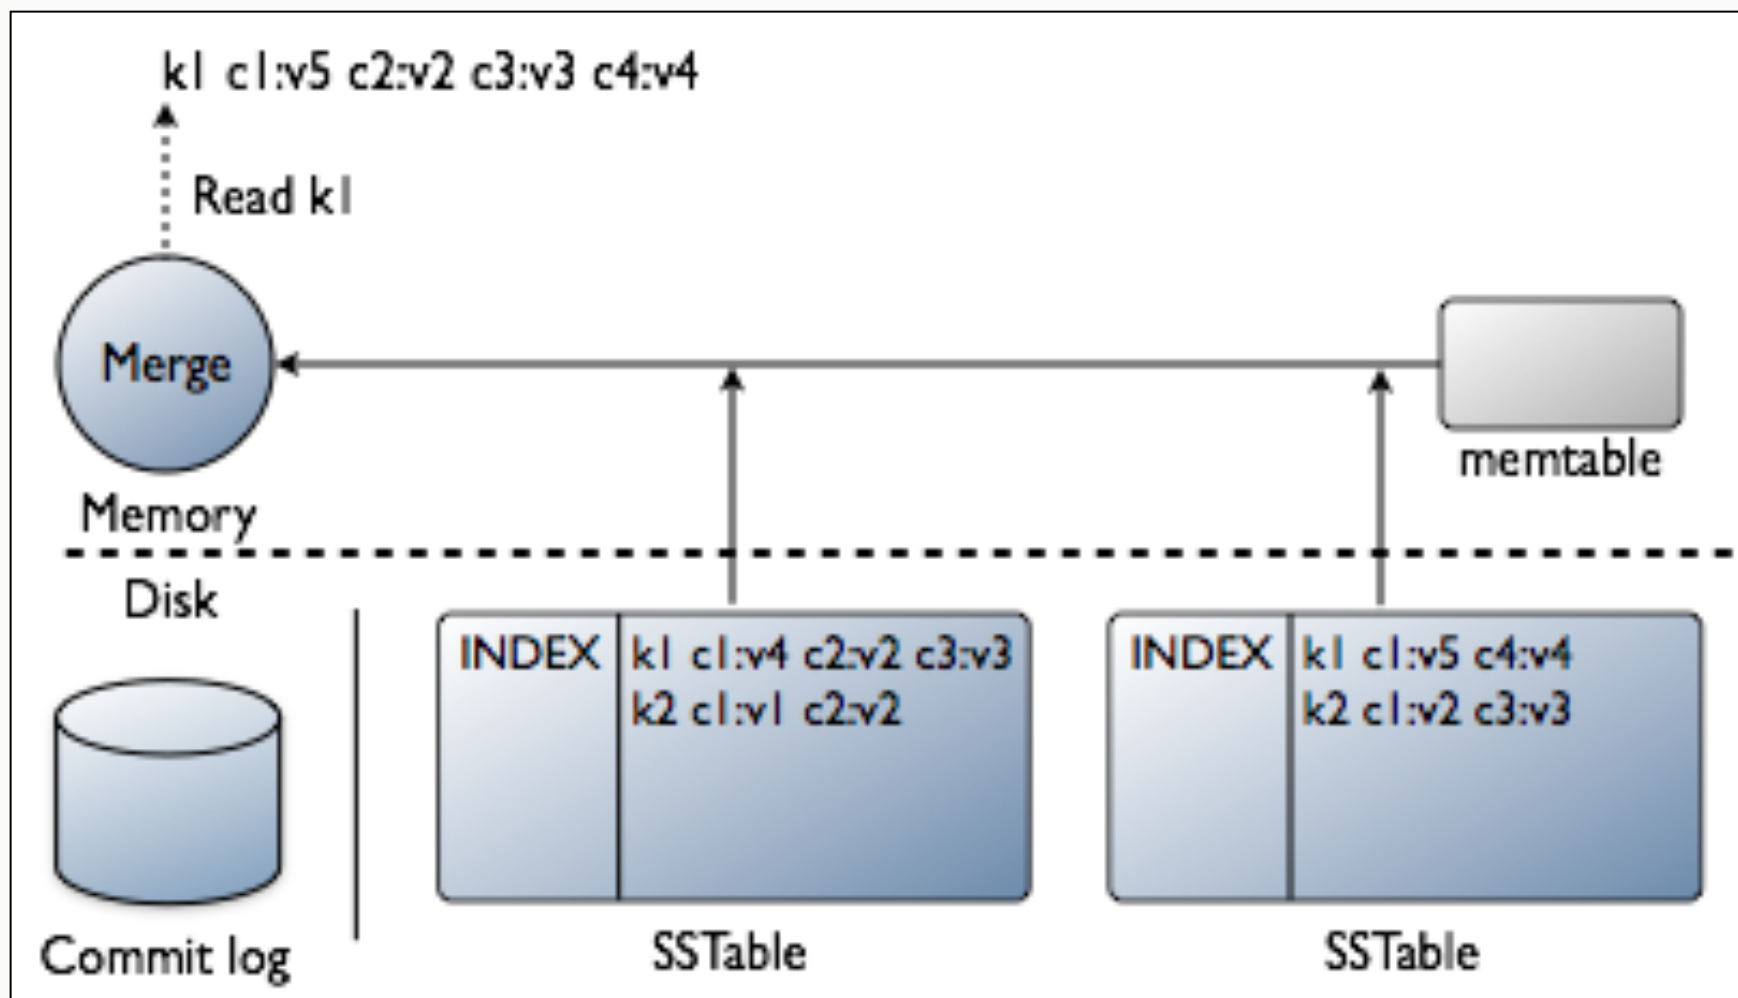 k1 c1:v5 c2:v2 c3:v3 c4:v4
Read k1
Merge
memtable
Memory
Disk
INDEX k1 c1:v4 c2:v2 c3:v3
k2 c1:v1 c2:v2
INDEX k1 c1:v5 c4:v4
k2 c1:v2 c3:v3
Commit log
SSTable
SSTable